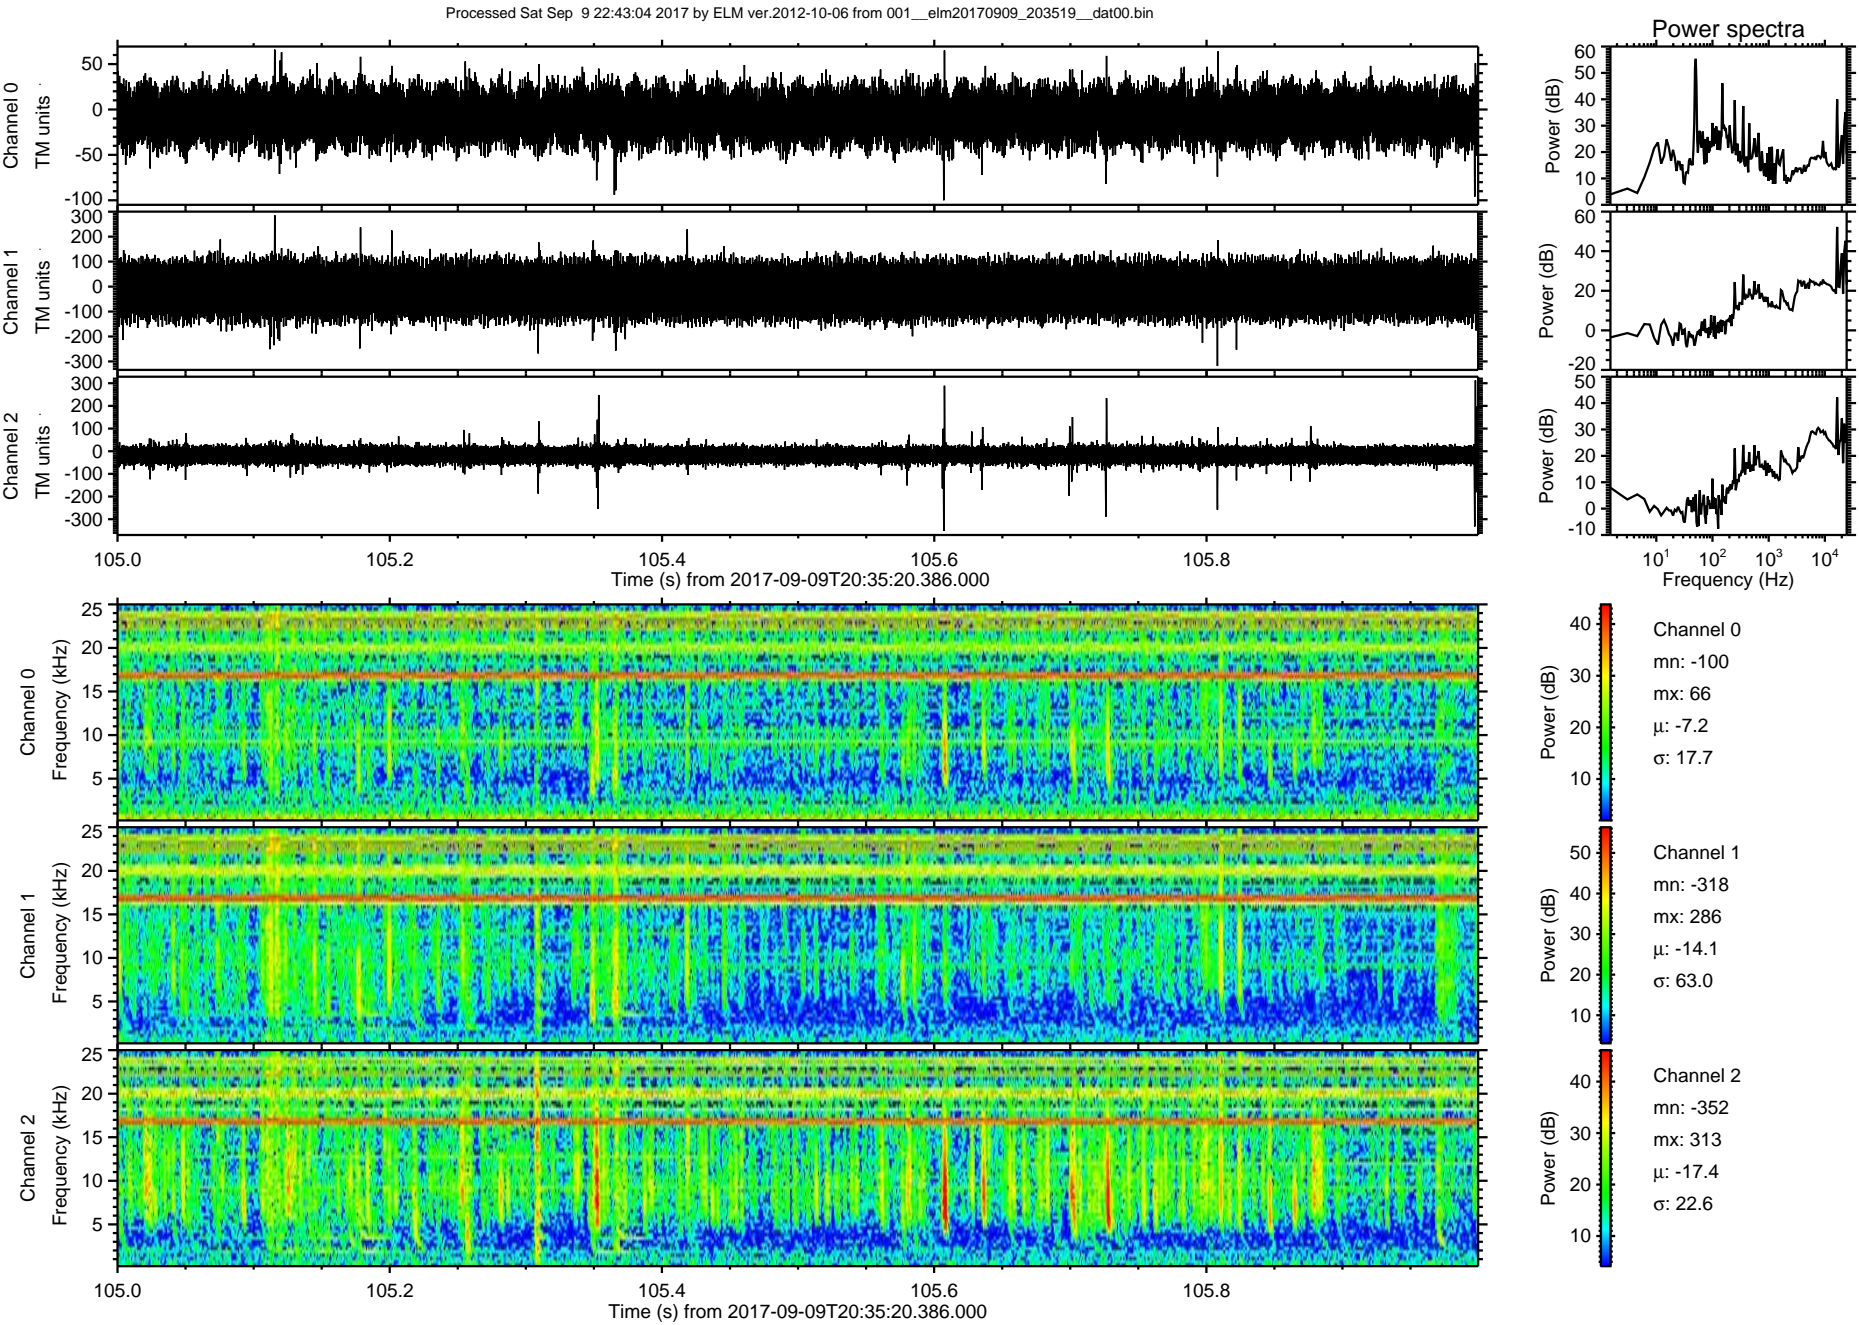 Processed Sat Sep  9 22:43:04 2017 by ELM ver.2012-10-06 from 001__elm20170909_203519__dat00.bin
Power spectra
Channel 0
TM units
50
0
-50
-100
Power (dB)
60
50
40
30
20
10
0
Channel 1
TM units
300
200
100
0
-100
-200
-300
Power (dB)
60
40
20
0
-20
Channel 2
TM units
300
200
100
0
-100
-200
-300
Power (dB)
50
40
30
20
10
0
-10
105.0 105.2 105.4 105.6 105.8
Time (s) from 2017-09-09T20:35:20.386.000
10^1 10^2 10^3 10^4
Frequency (Hz)
Channel 0
Frequency (kHz)
25
20
15
10
5
Power (dB)
40
30
20
10
Channel 0
mn: -100
mx: 66
μ: -7.2
σ: 17.7
Channel 1
Frequency (kHz)
25
20
15
10
5
Power (dB)
50
40
30
20
10
Channel 1
mn: -318
mx: 286
μ: -14.1
σ: 63.0
Channel 2
Frequency (kHz)
25
20
15
10
5
Power (dB)
40
30
20
10
Channel 2
mn: -352
mx: 313
μ: -17.4
σ: 22.6
105.0 105.2 105.4 105.6 105.8
Time (s) from 2017-09-09T20:35:20.386.000